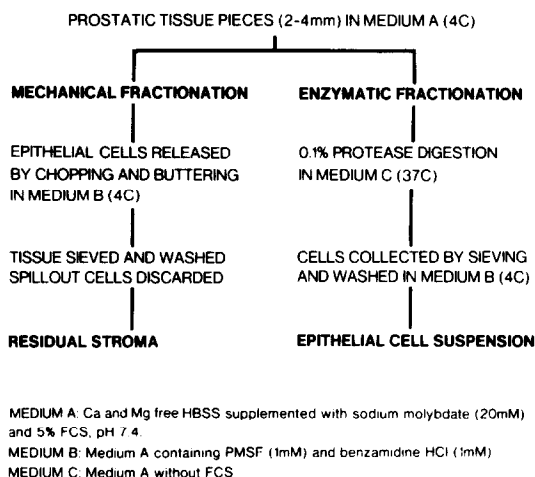 PROSTATIC TISSUE PIECES (2-4mm) IN MEDIUM A (4C)
MECHANICAL FRACTIONATION
EPITHELIAL CELLS RELEASED
BY CHOPPING AND BUTTERING
IN MEDIUM B (4C)
TISSUE SIEVED AND WASHED
SPILLOUT CELLS DISCARDED
RESIDUAL STROMA
ENZYMATIC FRACTIONATION
0.1% PROTEASE DIGESTION
IN MEDIUM C (37C)
CELLS COLLECTED BY SIEVING
AND WASHED IN MEDIUM B (4C)
EPITHELIAL CELL SUSPENSION
MEDIUM A: Ca and Mg free HBSS supplemented with sodium molybdate (20mM)
and 5% FCS, pH 7.4.
MEDIUM B: Medium A containing PMSF (1mM) and benzamidine HCl (1mM)
MEDIUM C: Medium A without FCS